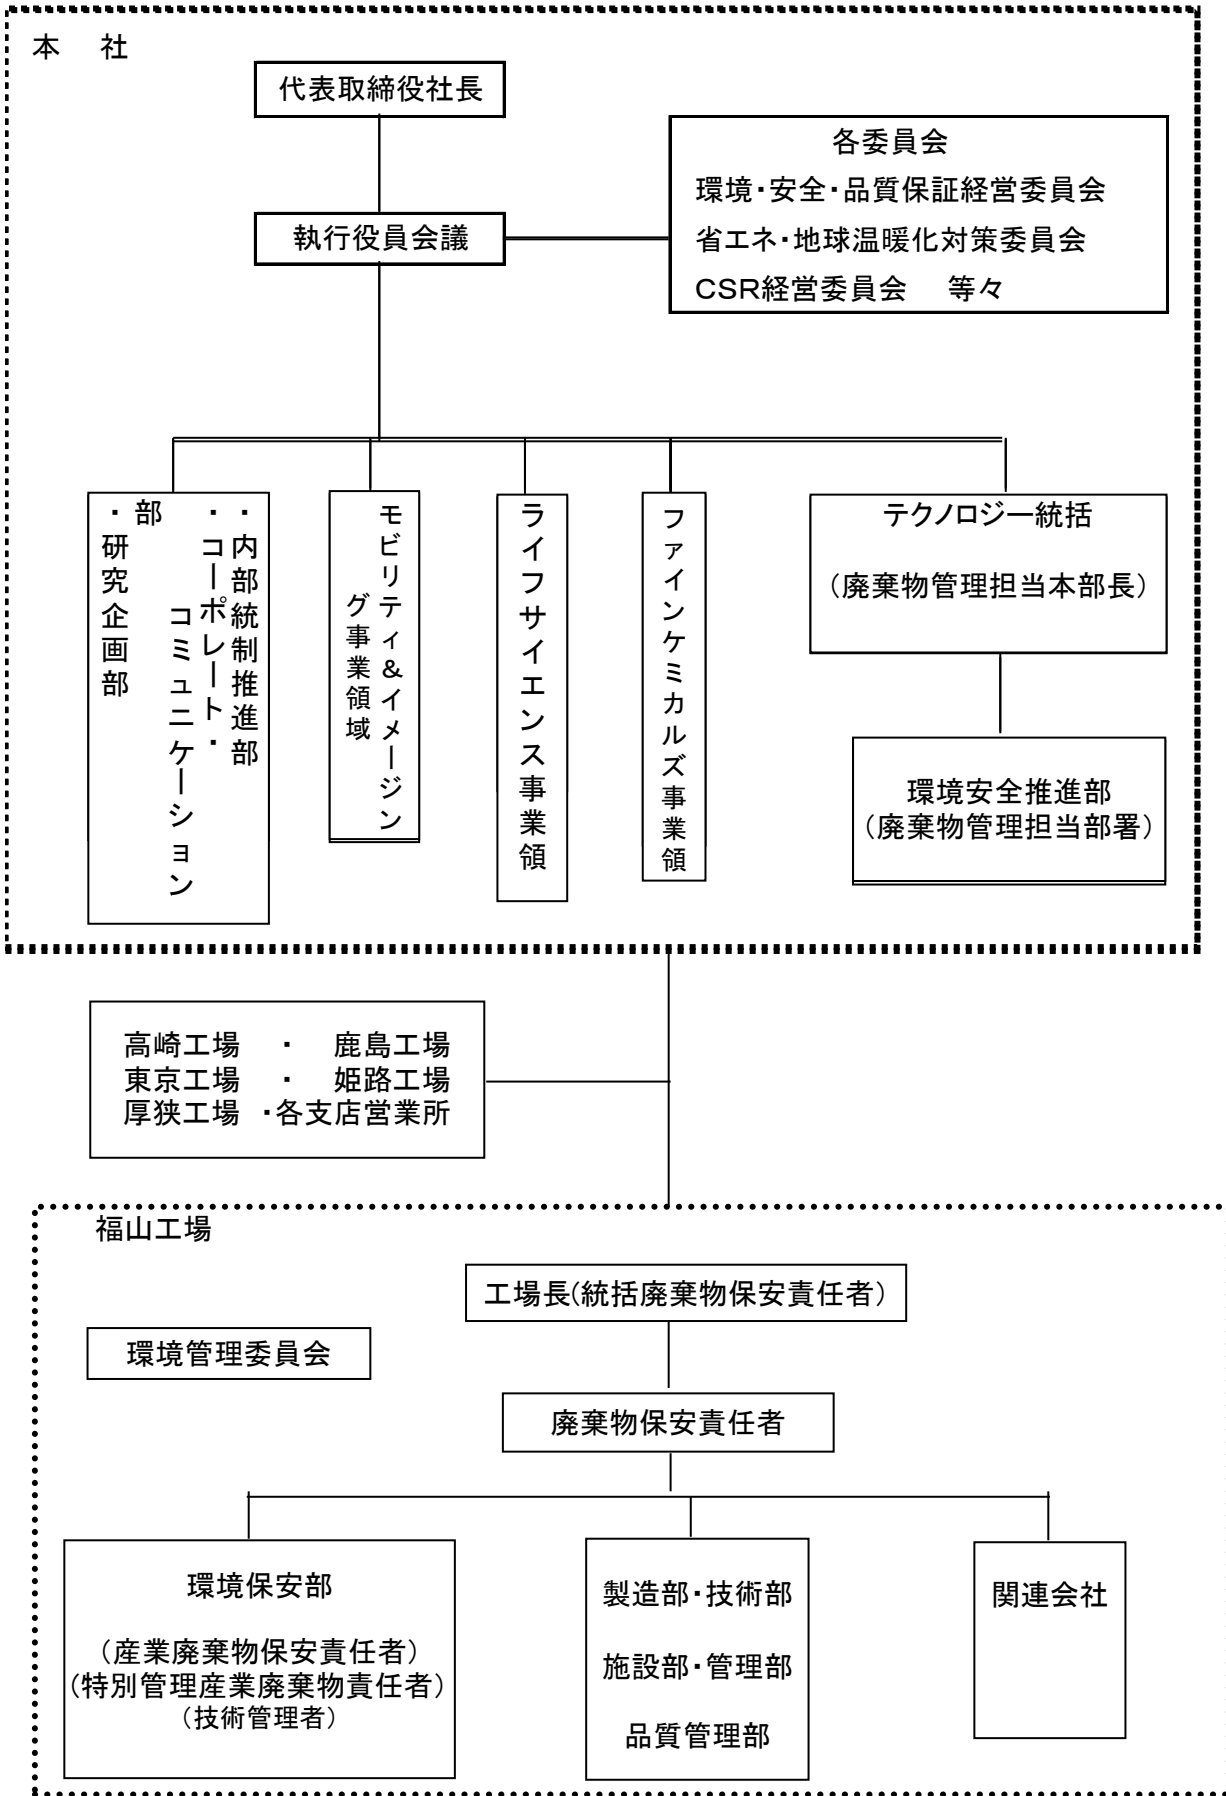 本　社
代表取締役社長
各委員会
環境・安全・品質保証経営委員会
執行役員会議
省エネ・地球温暖化対策委員会
CSR経営委員会　等々
・内部統制推進部
・コーポレート・
コミュニケーション
部
・研究企画部
モビリティ&イメージン
グ事業領域
ライフサイエンス事業領
ファインケミカルズ事業領
テクノロジー統括
（廃棄物管理担当本部長）
環境安全推進部
（廃棄物管理担当部署）
高崎工場　・　鹿島工場
東京工場　・　姫路工場
厚狭工場　・各支店営業所
福山工場
工場長（統括廃棄物保安責任者）
環境管理委員会
廃棄物保安責任者
環境保安部
（産業廃棄物保安責任者）
（特別管理産業廃棄物責任者）
（技術管理者）
製造部・技術部
施設部・管理部
品質管理部
関連会社